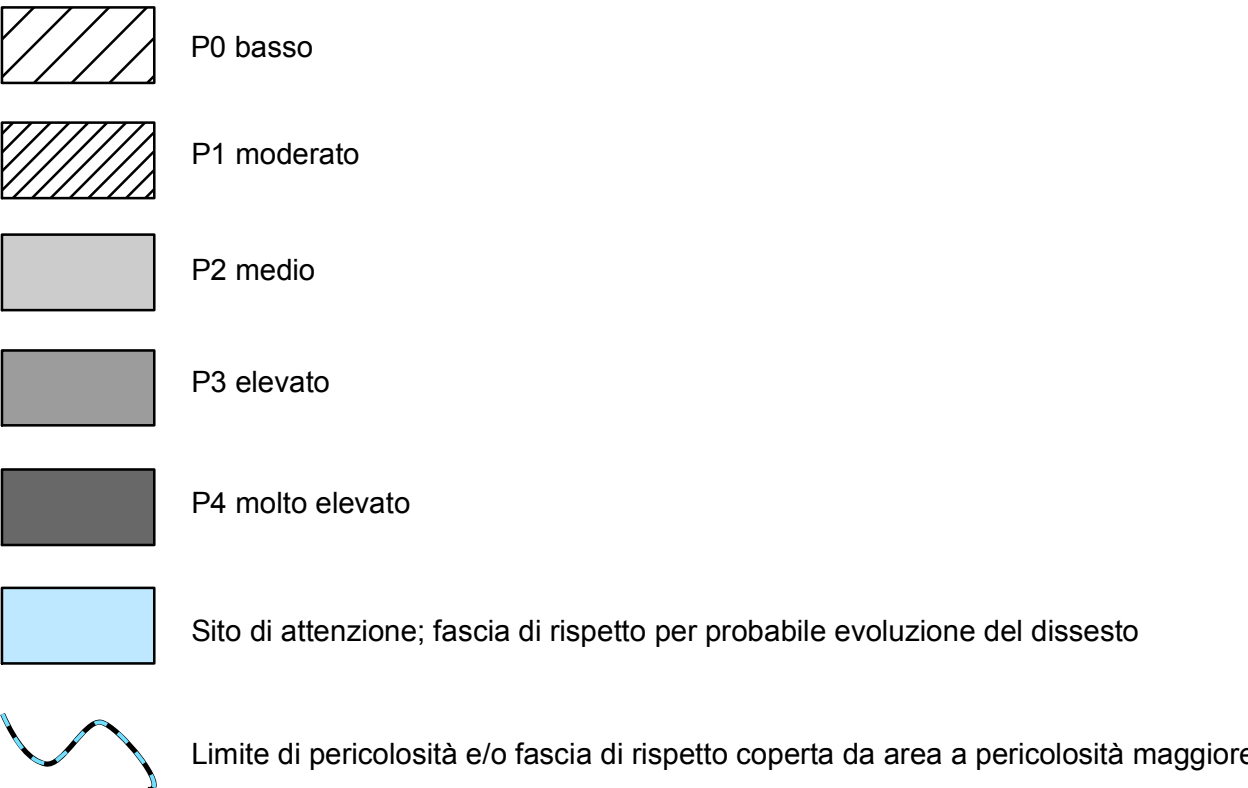 P0 basso
P1 moderato
P2 medio
P3 elevato
P4 molto elevato
Sito di attenzione; fascia di rispetto per probabile evoluzione del dissesto
Limite di pericolosità e/o fascia di rispetto coperta da area a pericolosità maggiore